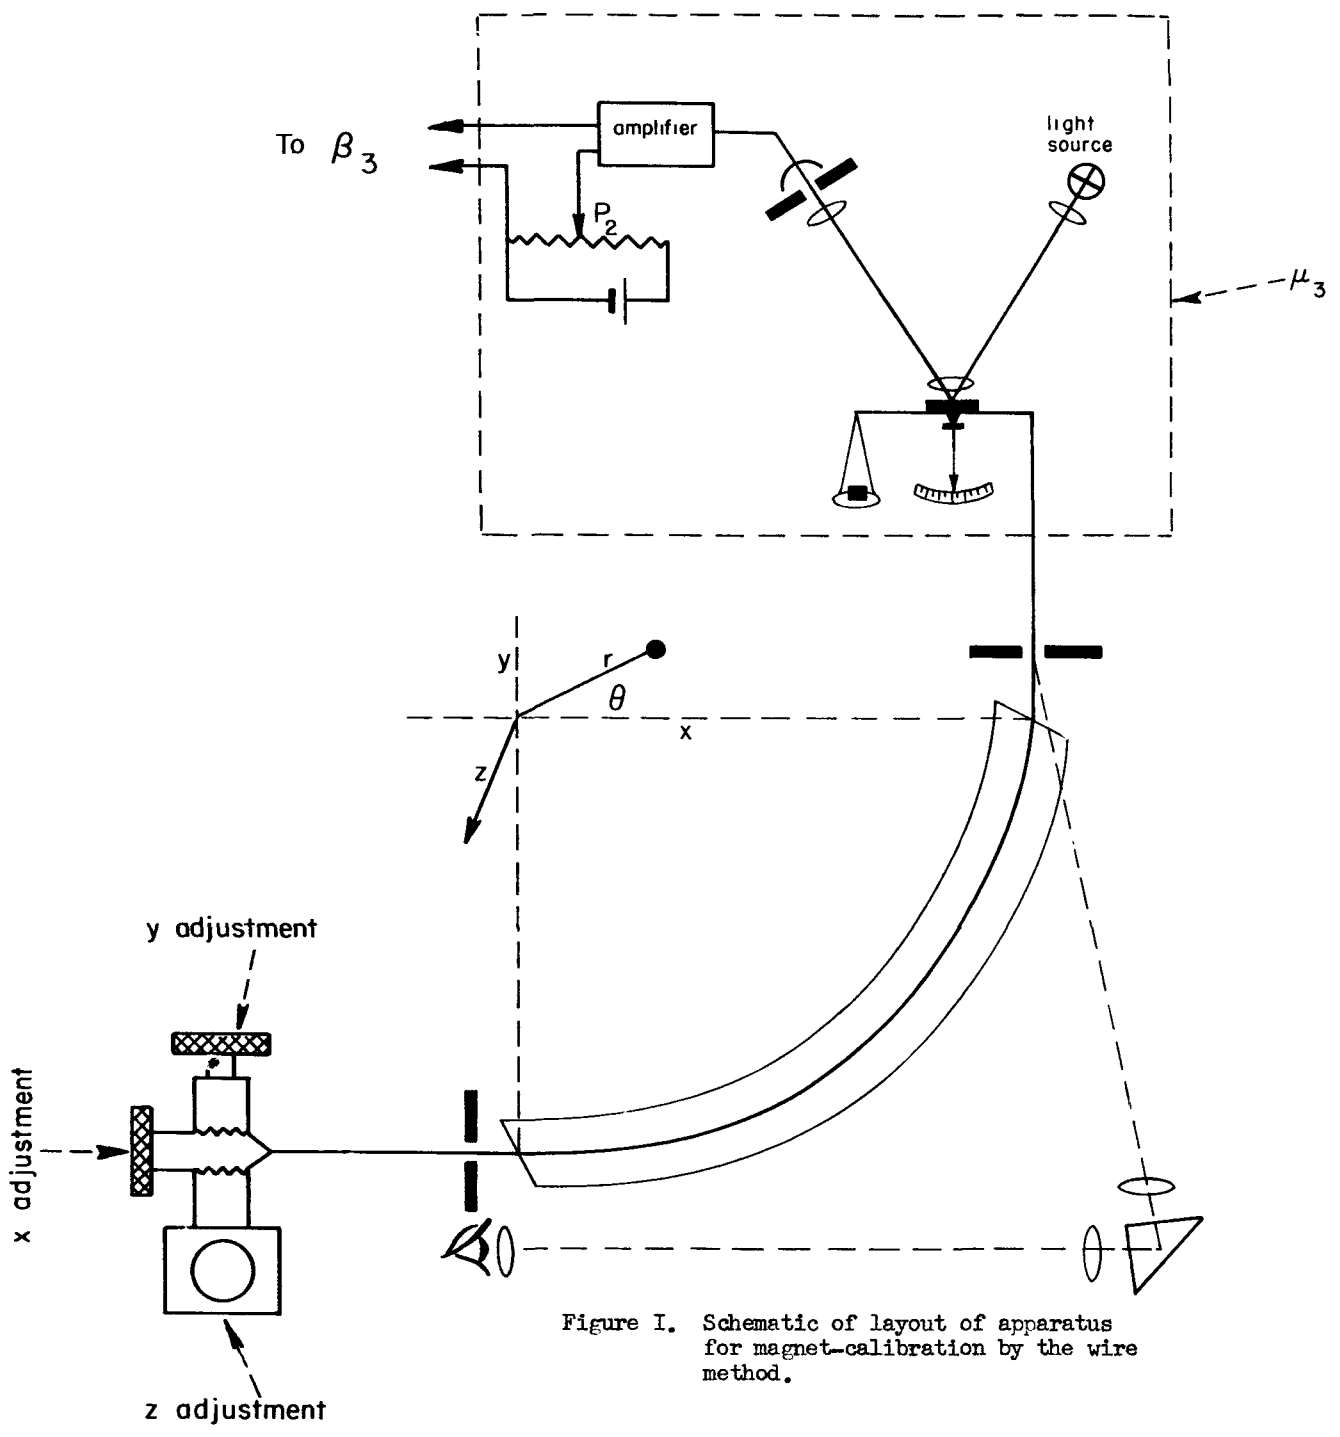 amplifier
light
source
To β3
P2
μ3
y
r
θ
x
z
y adjustment
x adjustment
z adjustment
Figure I. Schematic of layout of apparatus
for magnet-calibration by the wire
method.